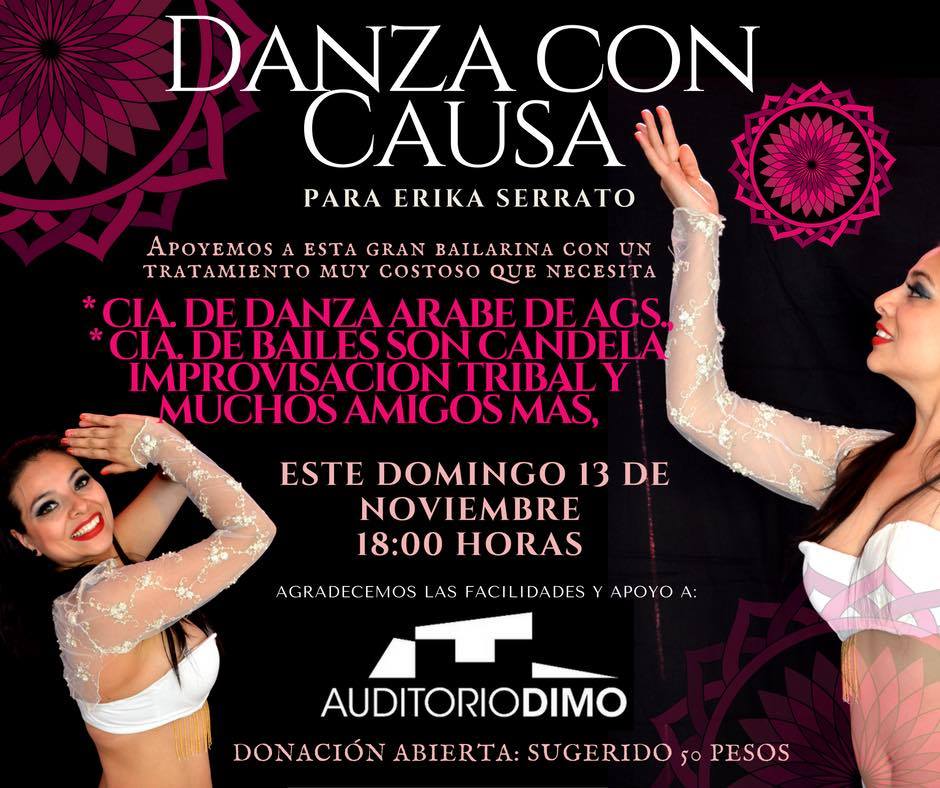 DANZA CON
CAUSA
PARA ERIKA SERRATO
APOYEMOS A ESTA GRAN BAILARINA CON UN
TRATAMIENTO MUY COSTOSO QUE NECESITA
* CIA. DE DANZA ARABE DE AGS.,
* CIA. DE BAILES SON CANDELA
IMPROVISACION TRIBAL Y
MUCHOS AMIGOS MAS,
ESTE DOMINGO 13 DE
NOVIEMBRE
18:00 HORAS
AGRADECEMOS LAS FACILIDADES Y APOYO A:
AUDITORIODIMO
DONACIÓN ABIERTA: SUGERIDO 50 PESOS